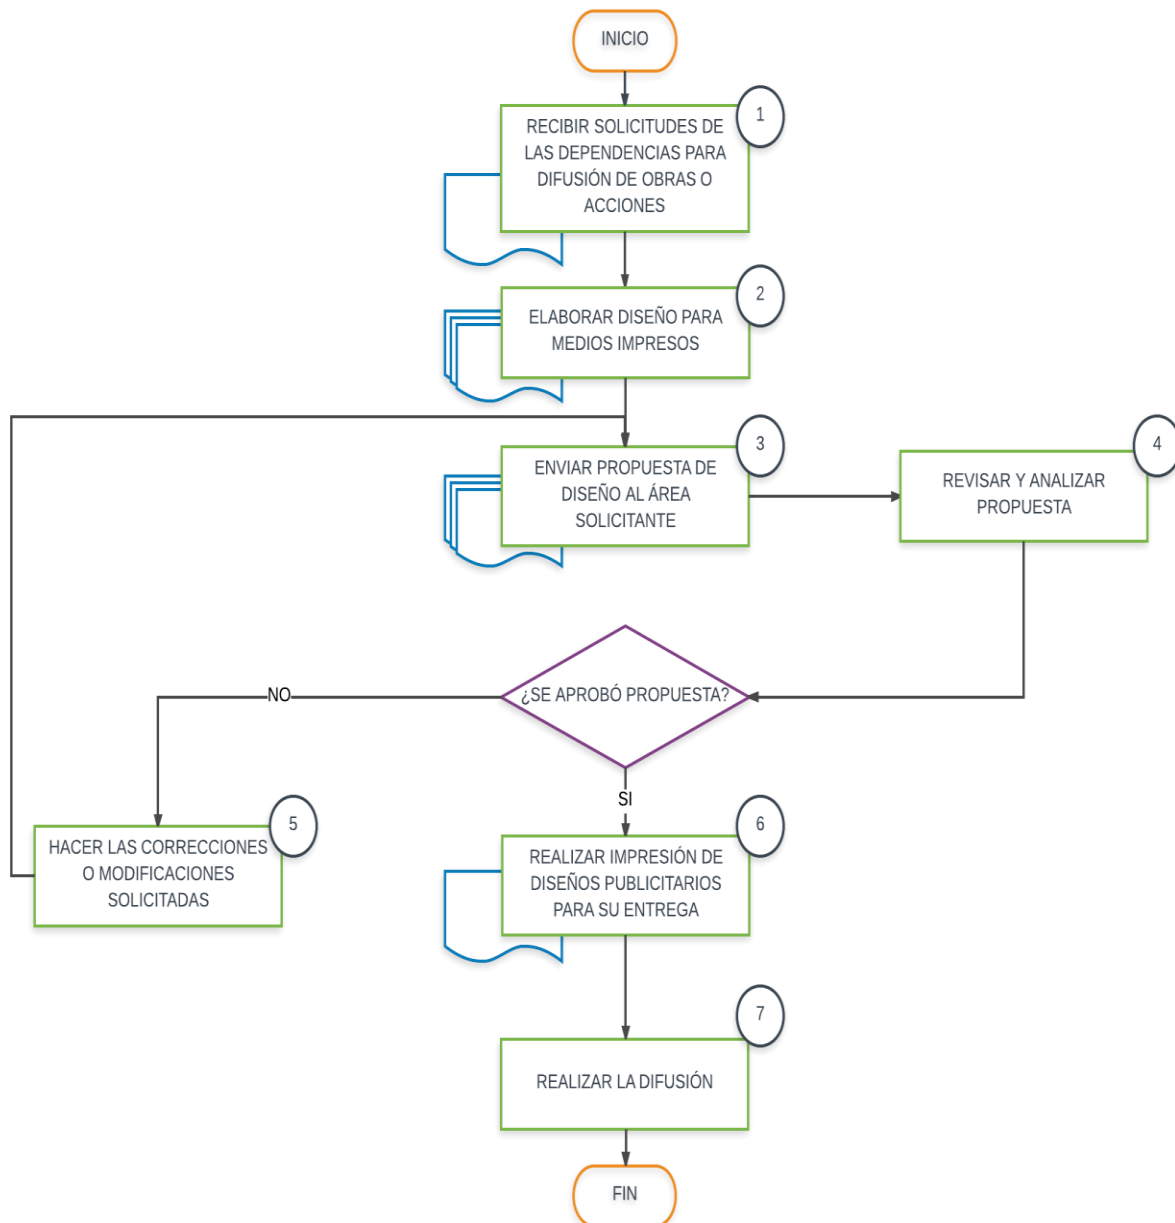 INICIO
1
RECIBIR SOLICITUDES DE
LAS DEPENDENCIAS PARA
DIFUSIÓN DE OBRAS O
ACCIONES
2
ELABORAR DISEÑO PARA
MEDIOS IMPRESOS
3
ENVIAR PROPUESTA DE
DISEÑO AL ÁREA
SOLICITANTE
4
REVISAR Y ANALIZAR
PROPUESTA
¿SE APROBÓ PROPUESTA?
NO
SI
5
HACER LAS CORRECCIONES
O MODIFICACIONES
SOLICITADAS
6
REALIZAR IMPRESIÓN DE
DISEÑOS PUBLICITARIOS
PARA SU ENTREGA
7
REALIZAR LA DIFUSIÓN
FIN